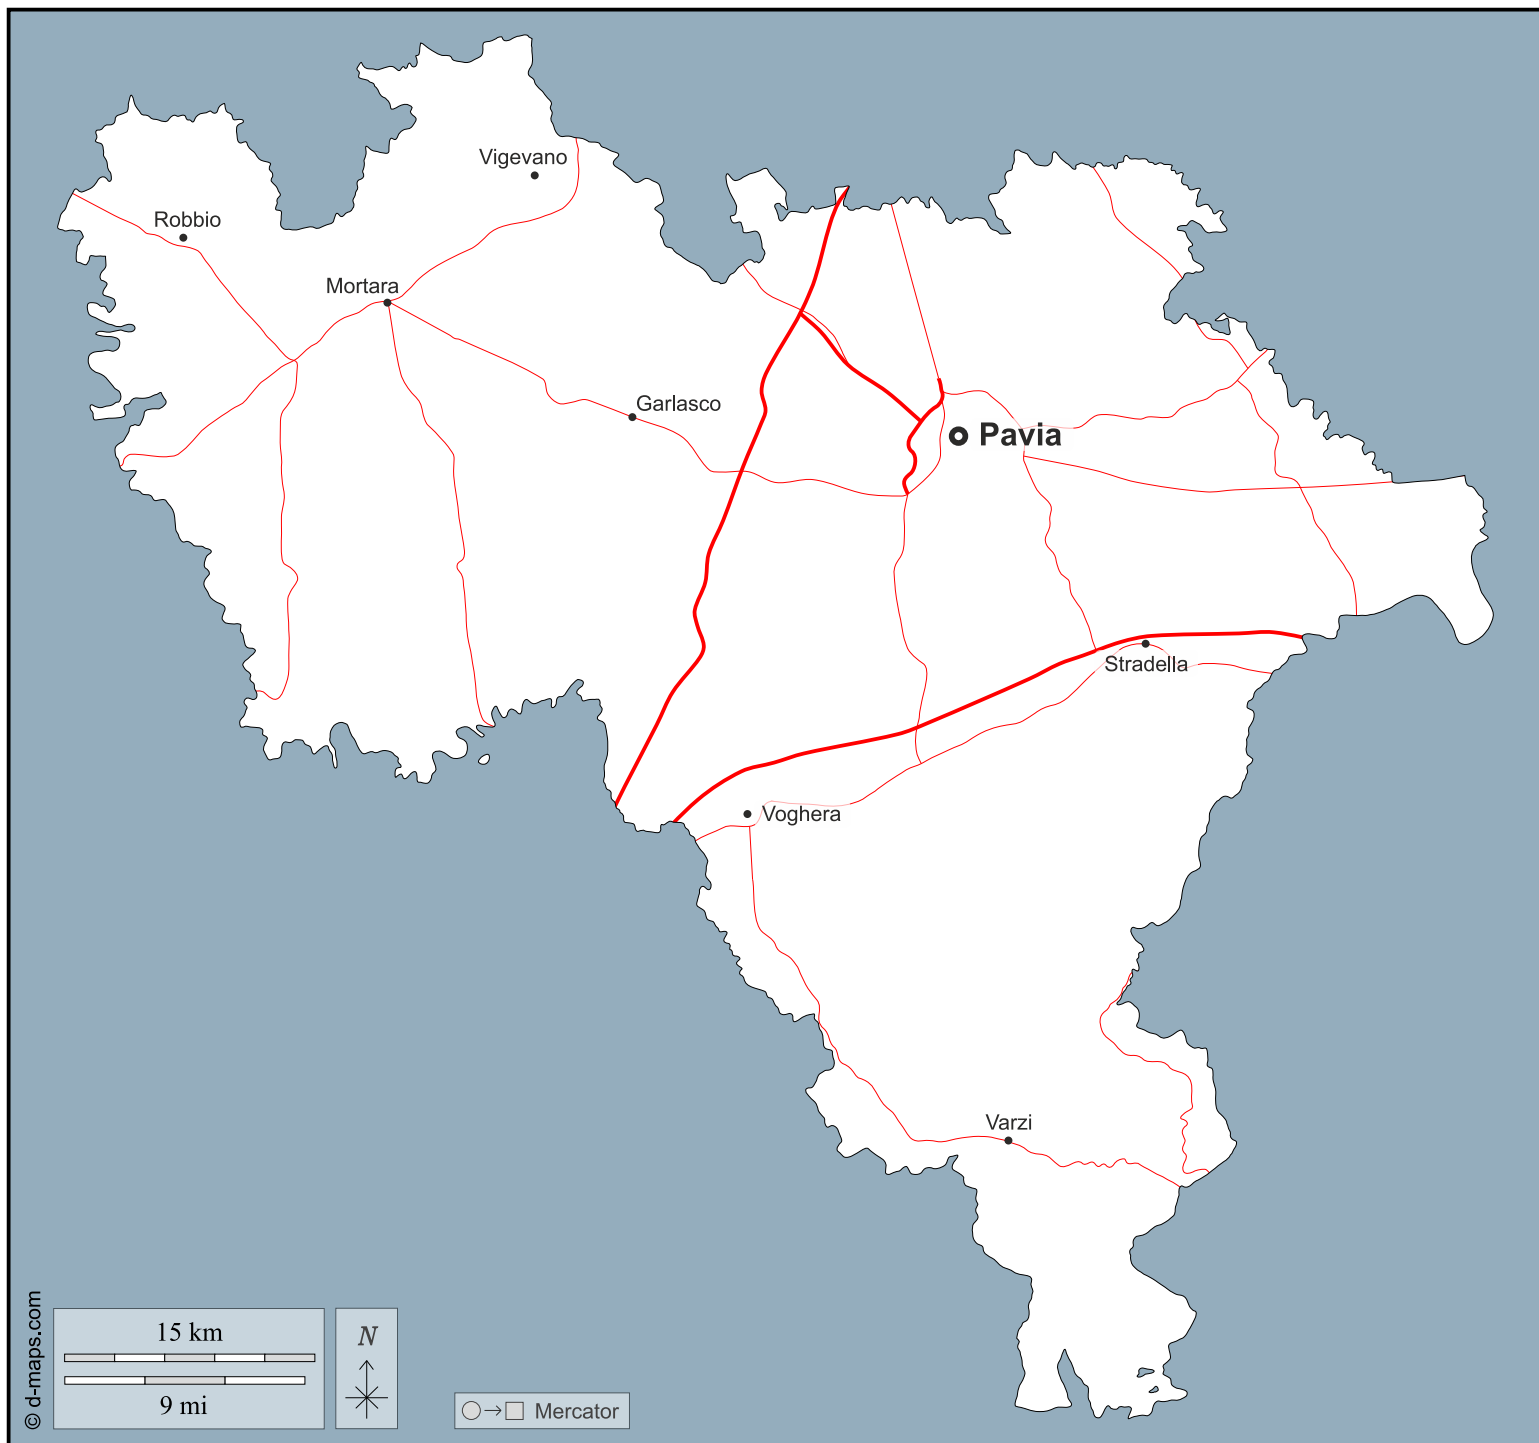 Vigevano
Robbio
Mortara
Garlasco
Pavia
Stradella
Voghera
Varzi
© d-maps.com
15 km
9 mi
N
Mercator